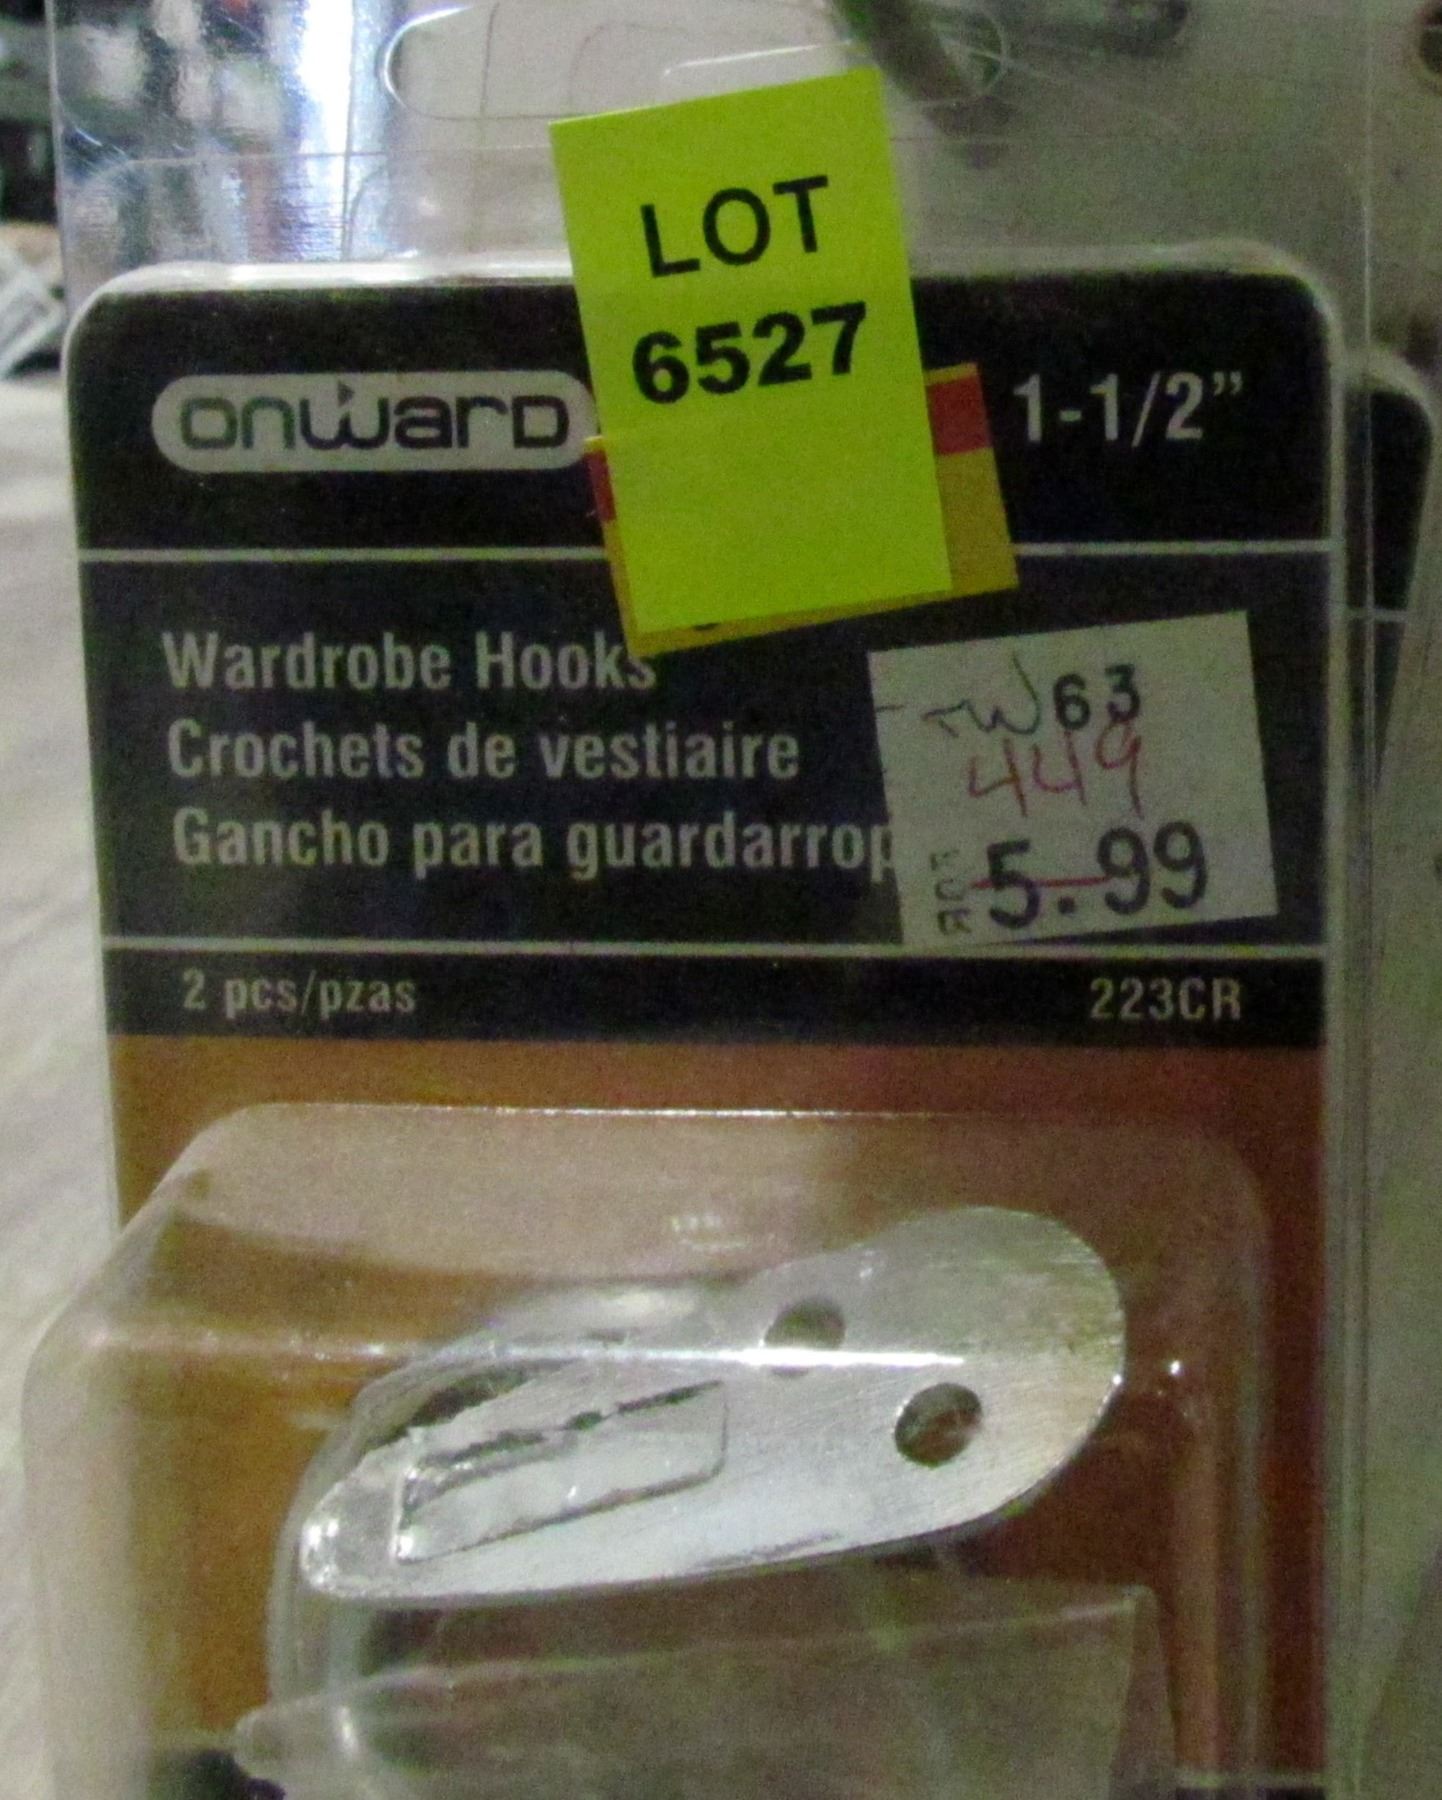 LOT
6527
onward
1-1/2”
Wardrobe Hooks
Crochets de vestiaire
Gancho para guardarrop
63
449
5.99
2 pcs/pzas
223CR